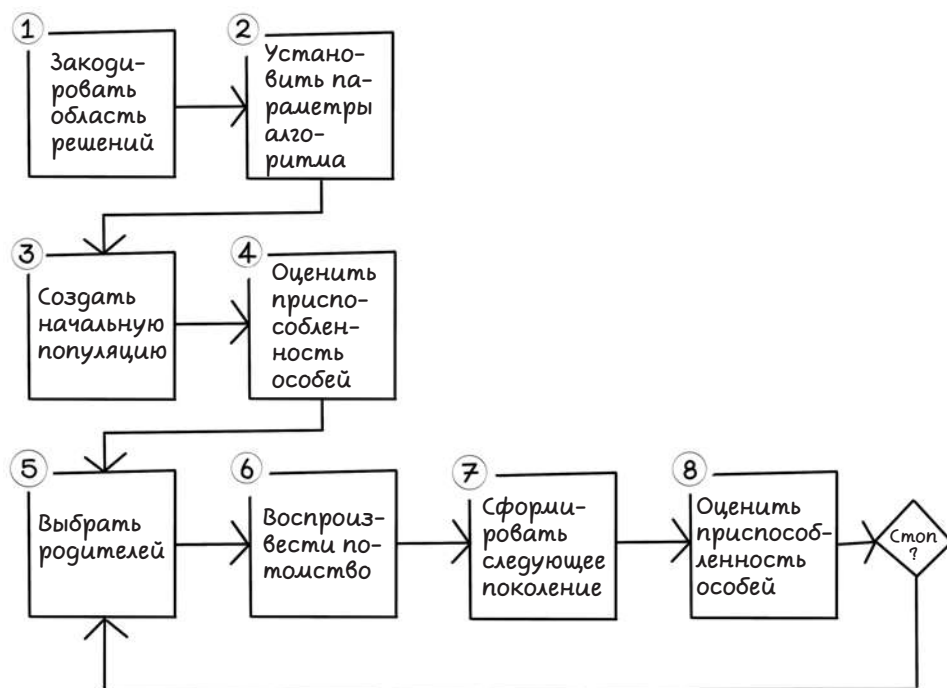 1
Закоди-
ровать
область
решений
2
Устано-
вить па-
раметры
алго-
ритма
3
Создать
начальную
популяцию
4
Оценить
приспо-
соблен-
ность
особей
5
Выбрать
родителей
6
Воспроиз-
вести по-
томство
7
Сформи-
ровать
следующее
поколение
8
Оценить
приспособ-
ленность
особей
Стоп
?